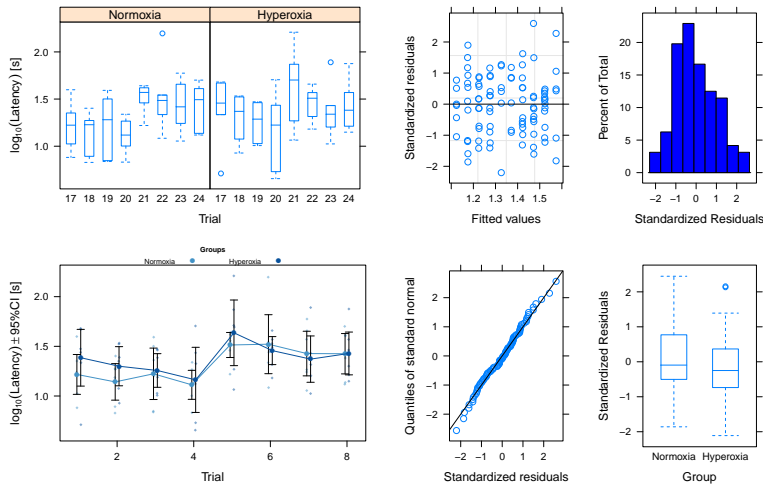 Normoxia Hyperoxia
log10(Latency) [s]
2.0
1.5
1.0
17 18 19 20 21 22 23 24 17 18 19 20 21 22 23 24
Trial
Standardized residuals
2
1
0
−1
−2
1.2 1.3 1.4 1.5
Fitted values
Percent of Total
20
15
10
5
0
−2 −1 0 1 2
Standardized Residuals
Groups
Normoxia Hyperoxia
log10(Latency) ± 95%CI [s]
2.0
1.5
1.0
2 4 6 8
Trial
Quantiles of standard normal
2
1
0
−1
−2
−2 −1 0 1 2
Standardized residuals
Standardized Residuals
2
1
0
−1
−2
Normoxia Hyperoxia
Group